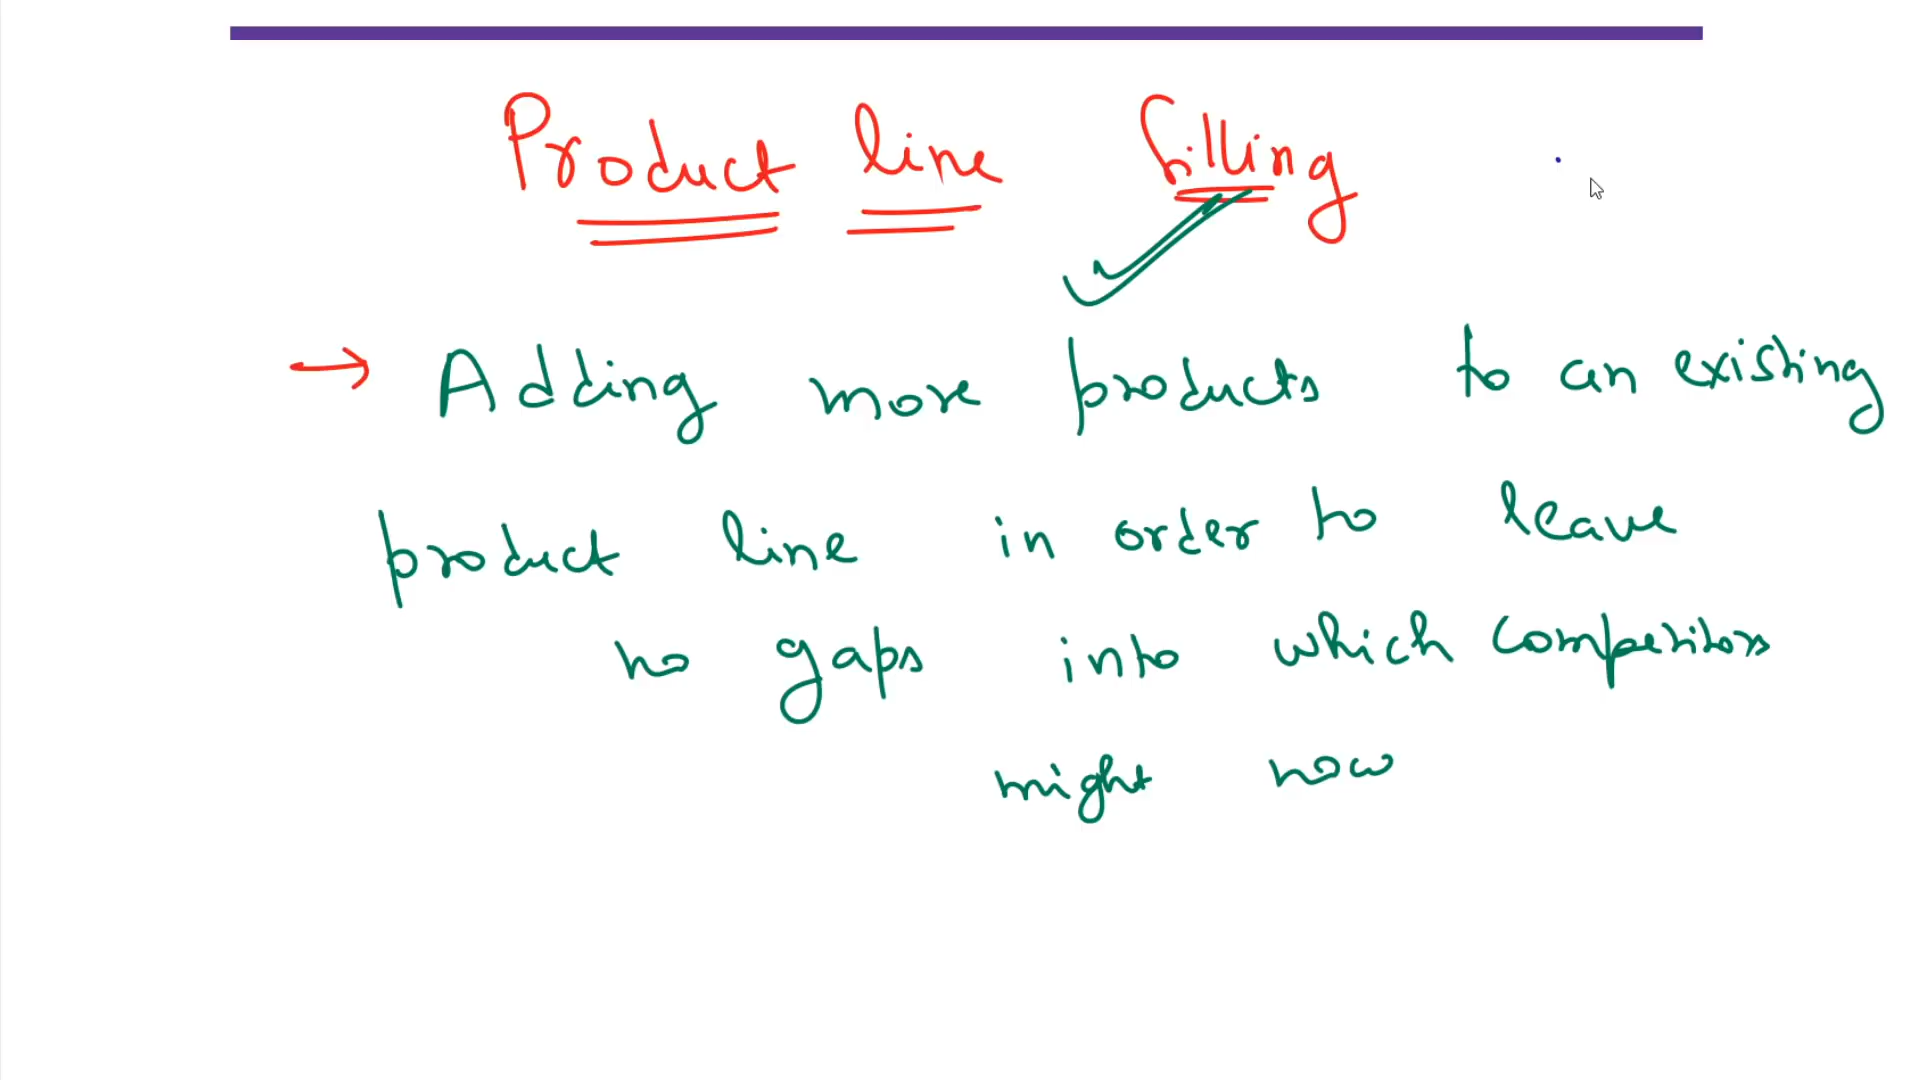 Product line filling
→ Adding more products to an existing
product line in order to leave
no gaps into which competitors
might now